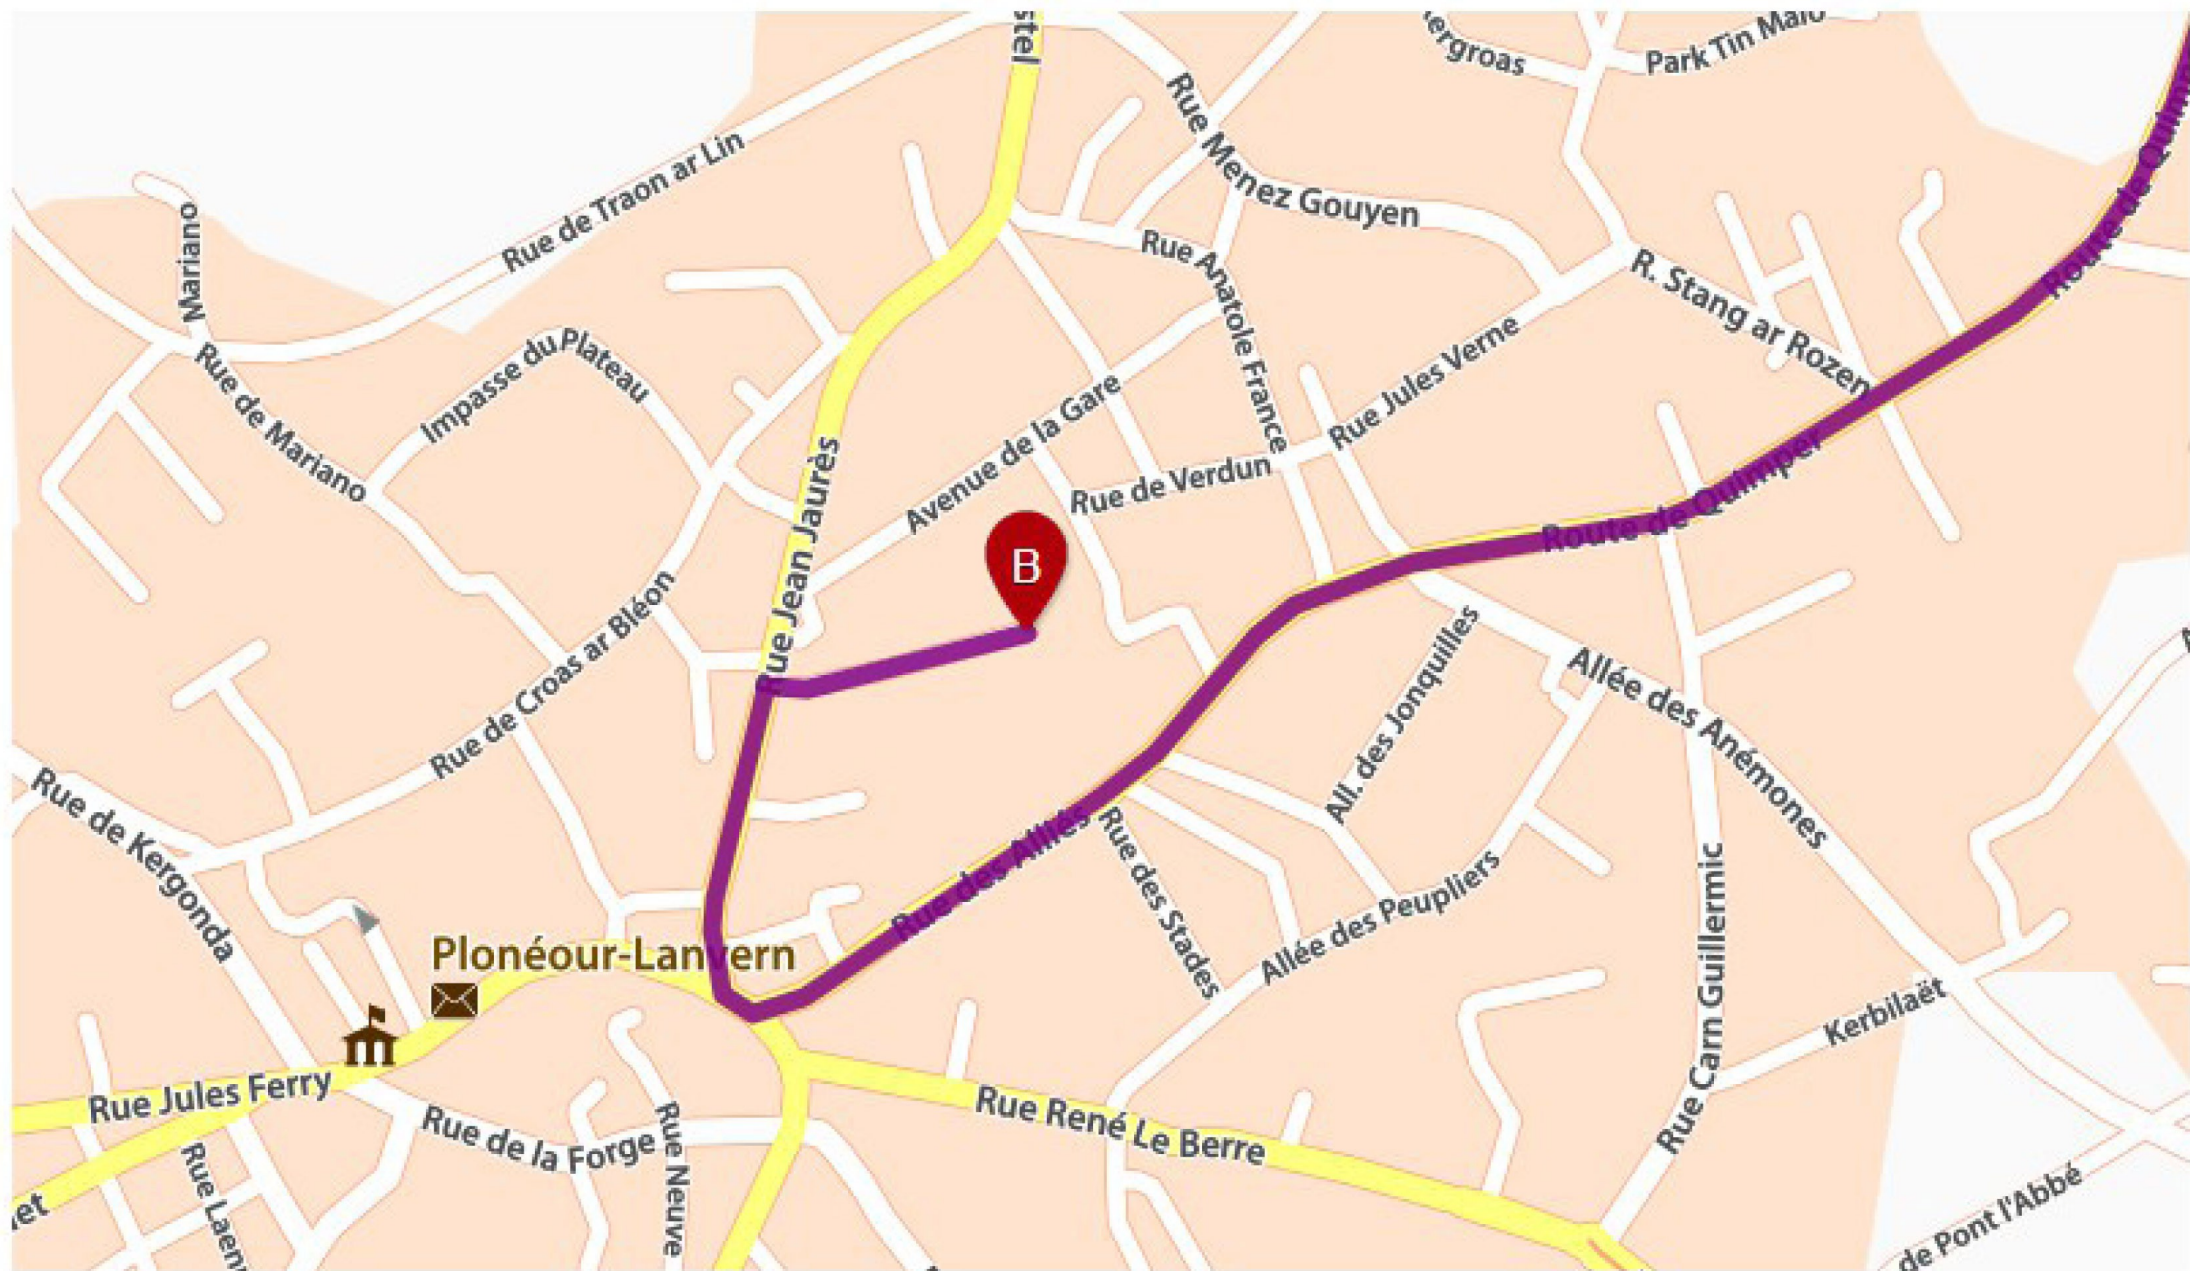 stel
ergroas
Park Tin Malo
Rue Menez Gouyen
Rue de Traon ar Lin
Mariano
Rue Anatole France
R. Stang ar Rozen
Route de Quim
Rue de Mariano
Impasse du Plateau
Rue Jules Verne
Avenue de la Gare
Rue de Verdun
Rue Jean Jaurès
Route de Quimper
B
Rue de Croas ar Bléon
All. des Jonquilles
Allée des Anémones
Rue de Kergonda
Rue des Alliés
Rue des Stades
Allée des Peupliers
Rue Carn Guillermic
Plonéour-Lanvern
Kerbilaët
Rue Jules Ferry
Rue de la Forge
Rue Neuve
Rue René Le Berre
Rue Laenn
let
de Pont l'Abbé